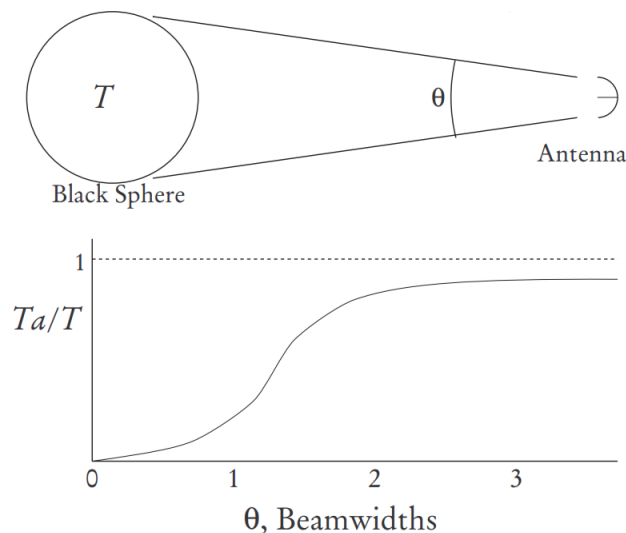 T
θ
Antenna
Black Sphere
1
Ta/T
0 1 2 3
θ, Beamwidths